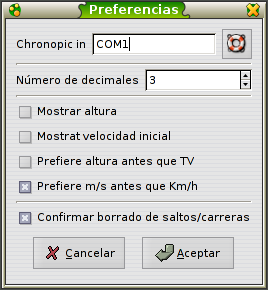 Preferencias
Chronopic in COM1
Número de decimales 3
Mostrar altura
Mostrat velocidad inicial
Prefiere altura antes que TV
Prefiere m/s antes que Km/h
Confirmar borrado de saltos/carreras
Cancelar Aceptar